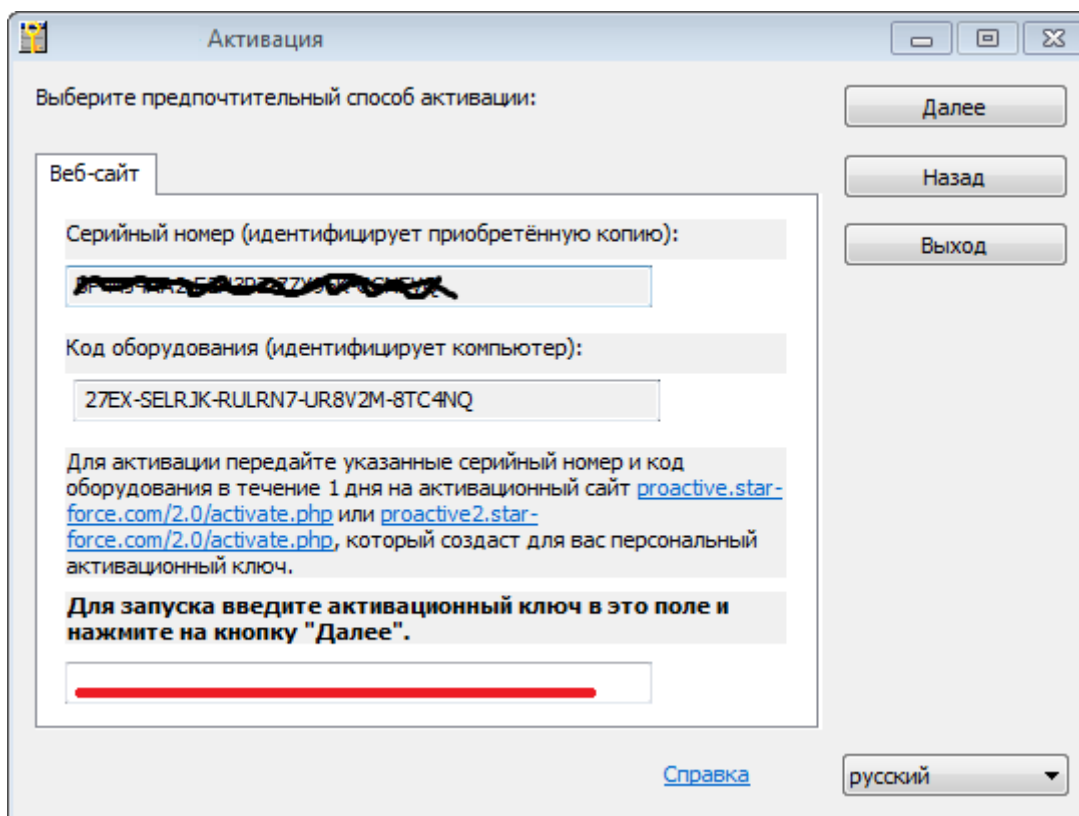 Активация
Выберите предпочтительный способ активации:
Далее
Веб-сайт
Назад
Серийный номер (идентифицирует приобретённую копию):
Выход
Код оборудования (идентифицирует компьютер):
27EX-SELRJK-RULRN7-UR8V2M-8TC4NQ
Для активации передайте указанные серийный номер и код
оборудования в течение 1 дня на активационный сайт proactive.star-
force.com/2.0/activate.php или proactive2.star-
force.com/2.0/activate.php, который создаст для вас персональный
активационный ключ.
Для запуска введите активационный ключ в это поле и
нажмите на кнопку "Далее".
Справка
русский